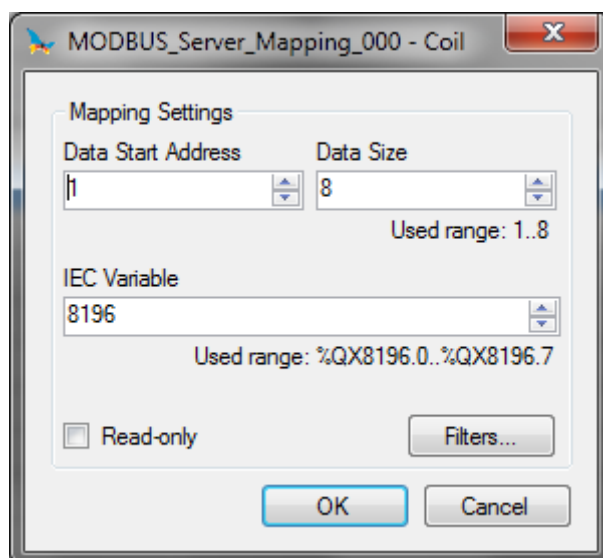 MODBUS_Server_Mapping_000 - Coil
Mapping Settings
Data Start Address Data Size
1 8
Used range: 1..8
IEC Variable
8196
Used range: %QX8196.0..%QX8196.7
Read-only Filters...
OK Cancel